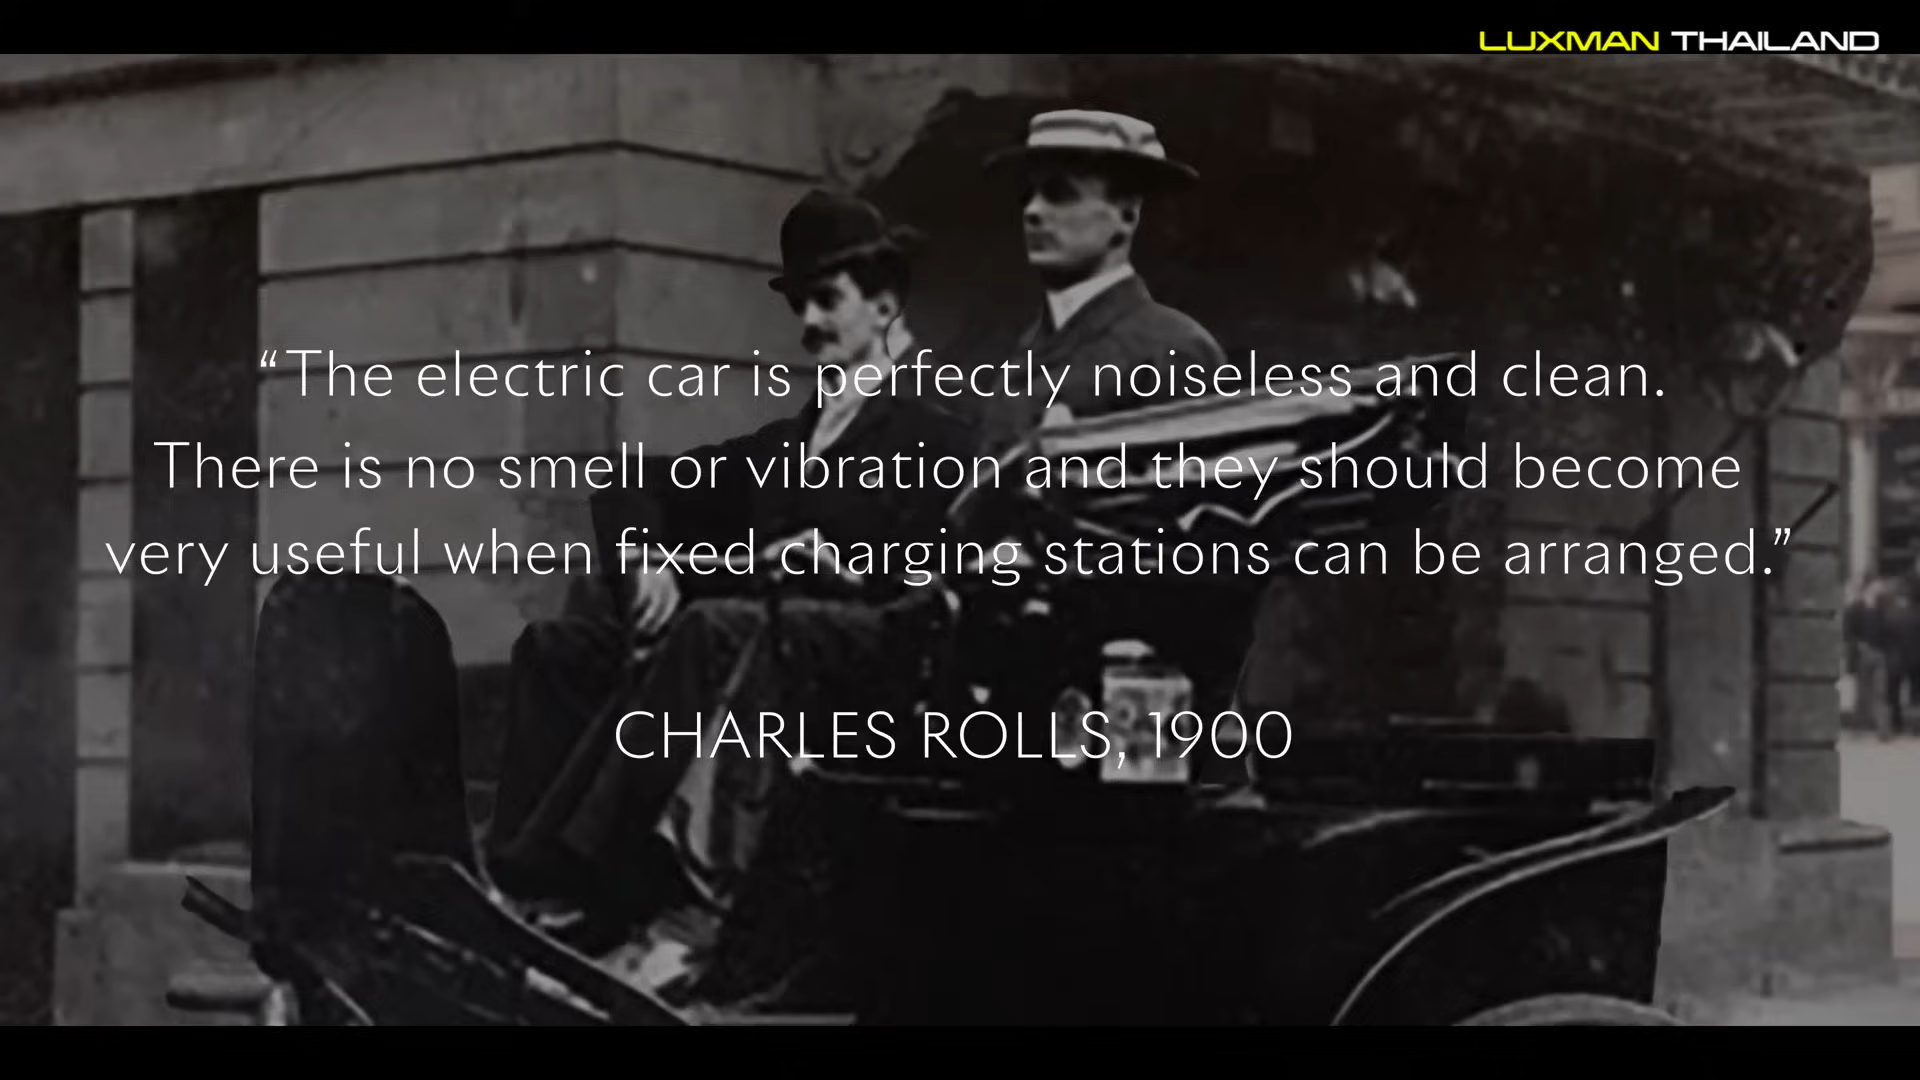 LUXMAN THAILAND
“The electric car is perfectly noiseless and clean.
There is no smell or vibration and they should become
very useful when fixed charging stations can be arranged.”
CHARLES ROLLS, 1900